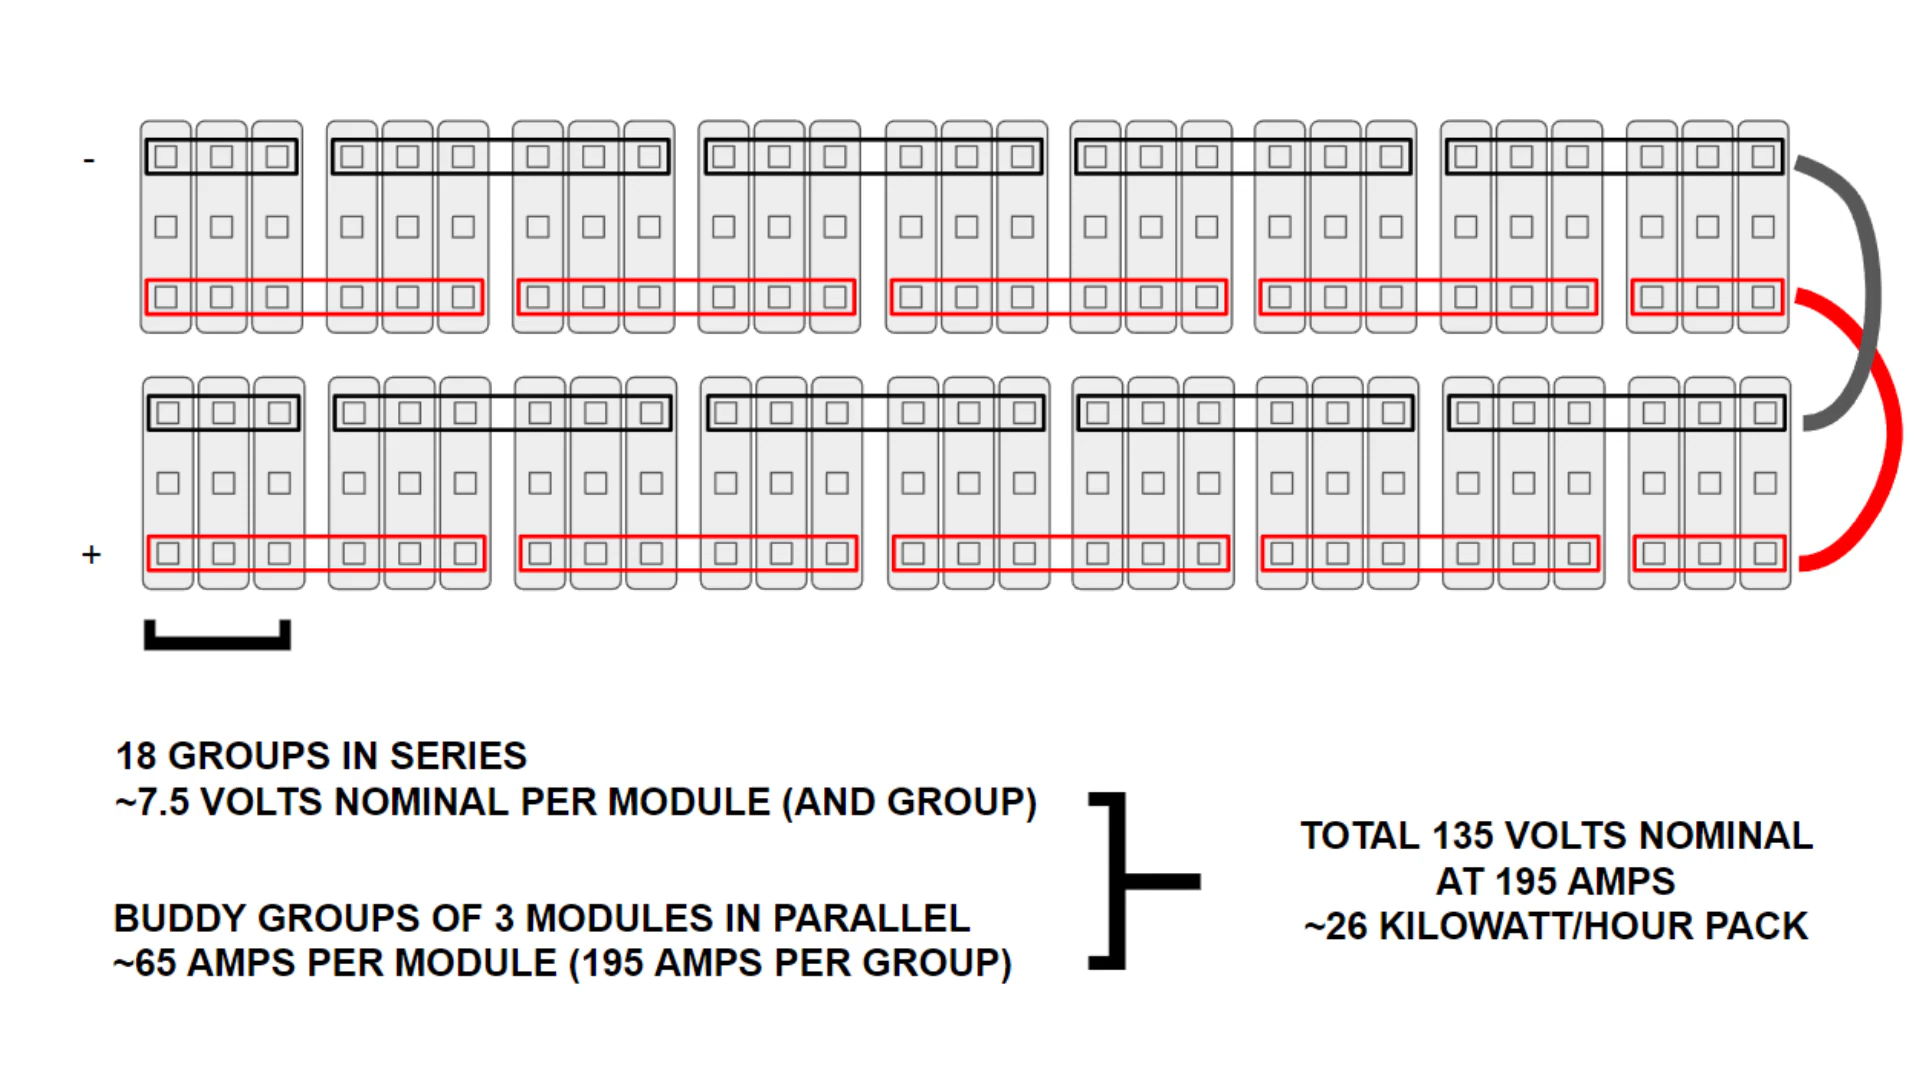 -
+
18 GROUPS IN SERIES
~7.5 VOLTS NOMINAL PER MODULE (AND GROUP)
BUDDY GROUPS OF 3 MODULES IN PARALLEL
~65 AMPS PER MODULE (195 AMPS PER GROUP)
TOTAL 135 VOLTS NOMINAL
AT 195 AMPS
~26 KILOWATT/HOUR PACK